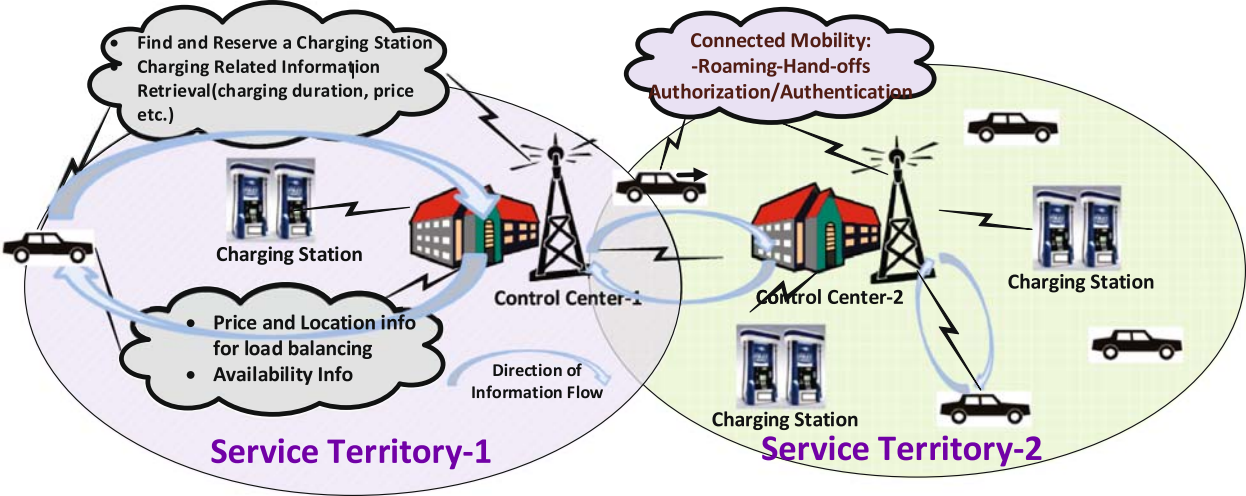 • Find and Reserve a Charging Station
• Charging Related Information
Retrieval(charging duration, price
etc.)
Connected Mobility:
-Roaming-Hand-offs
Authorization/Authentication
Charging Station
Control Center-1
Control Center-2
Charging Station
• Price and Location info
for load balancing
• Availability Info
Direction of
Information Flow
Charging Station
Service Territory-1
Service Territory-2